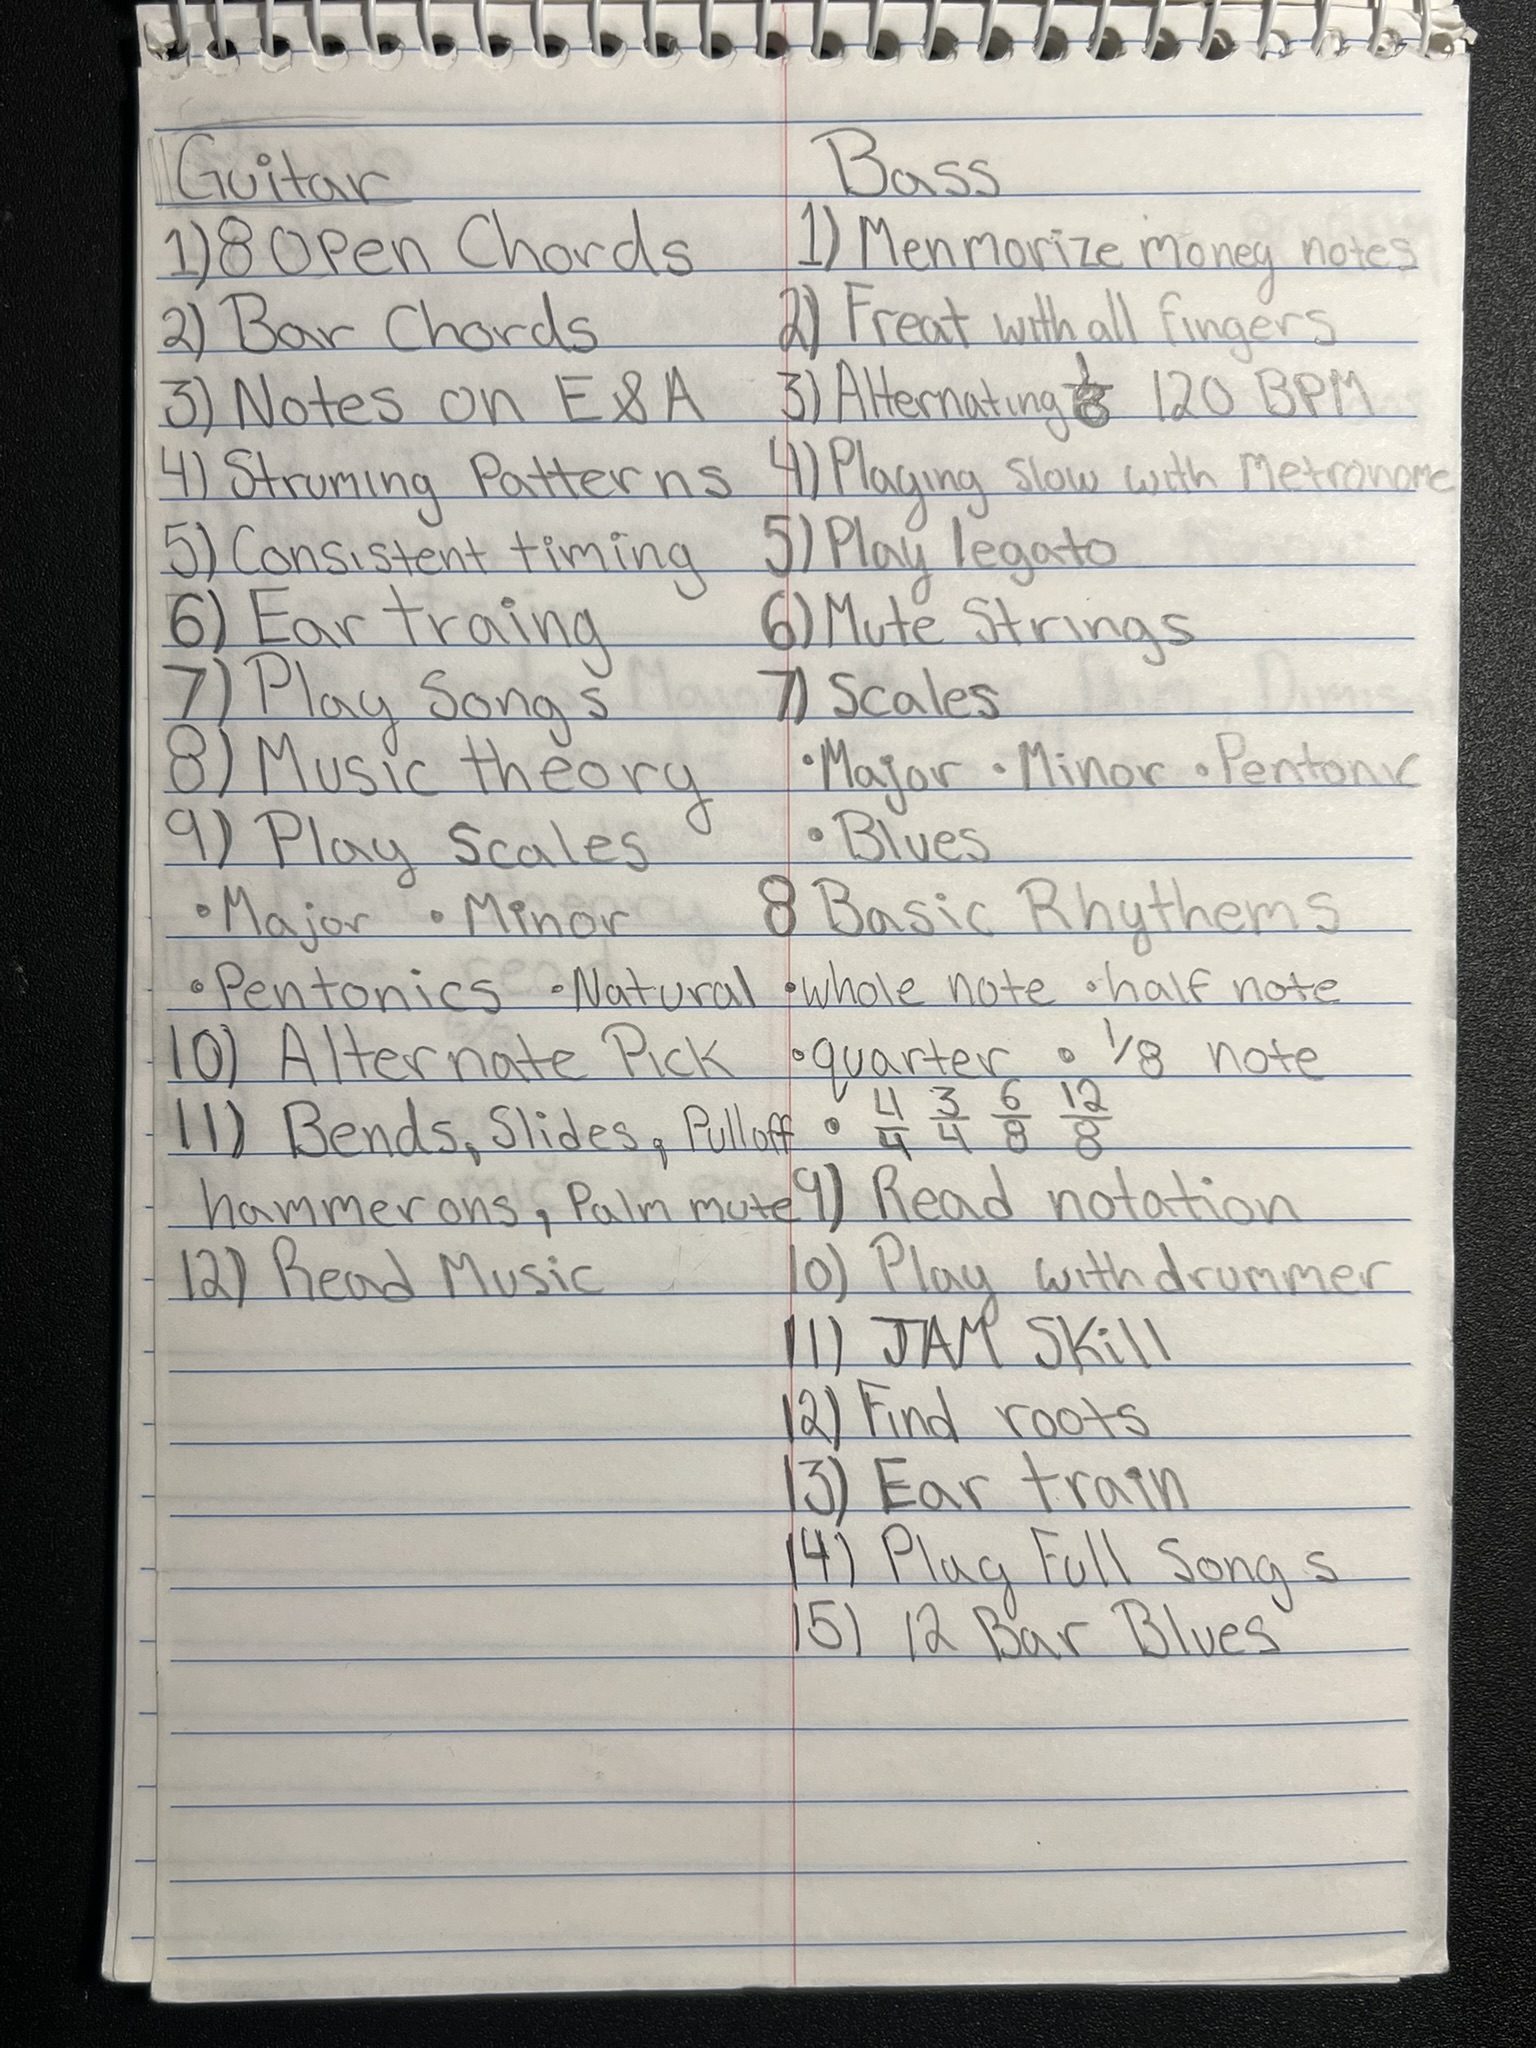 Guitar
1) 8 Open Chords
2) Bar Chords
3) Notes on E&A
4) Struming Patterns
5) Consistent timing
6) Ear traing
7) Play Songs
8) Music theory
9) Play Scales
•Major •Minor
•Pentonics •Natural
10) Alternate Pick
11) Bends, Slides, Pulloff
hammerons, Palm mute
12) Read Music
Bass
1) Menmorize money notes
2) Freat with all fingers
3) Alternating 1/8 120 BPM
4) Playing slow with Metronome
5) Play legato
6) Mute Strings
7) Scales
•Major •Minor •Pentonic
•Blues
8 Basic Rhythems
•whole note •half note
•quarter • 1/8 note
• 4/4 3/4 6/8 12/8
9) Read notation
10) Play with drummer
11) JAM Skill
12) Find roots
13) Ear train
14) Play Full Songs
15) 12 Bar Blues